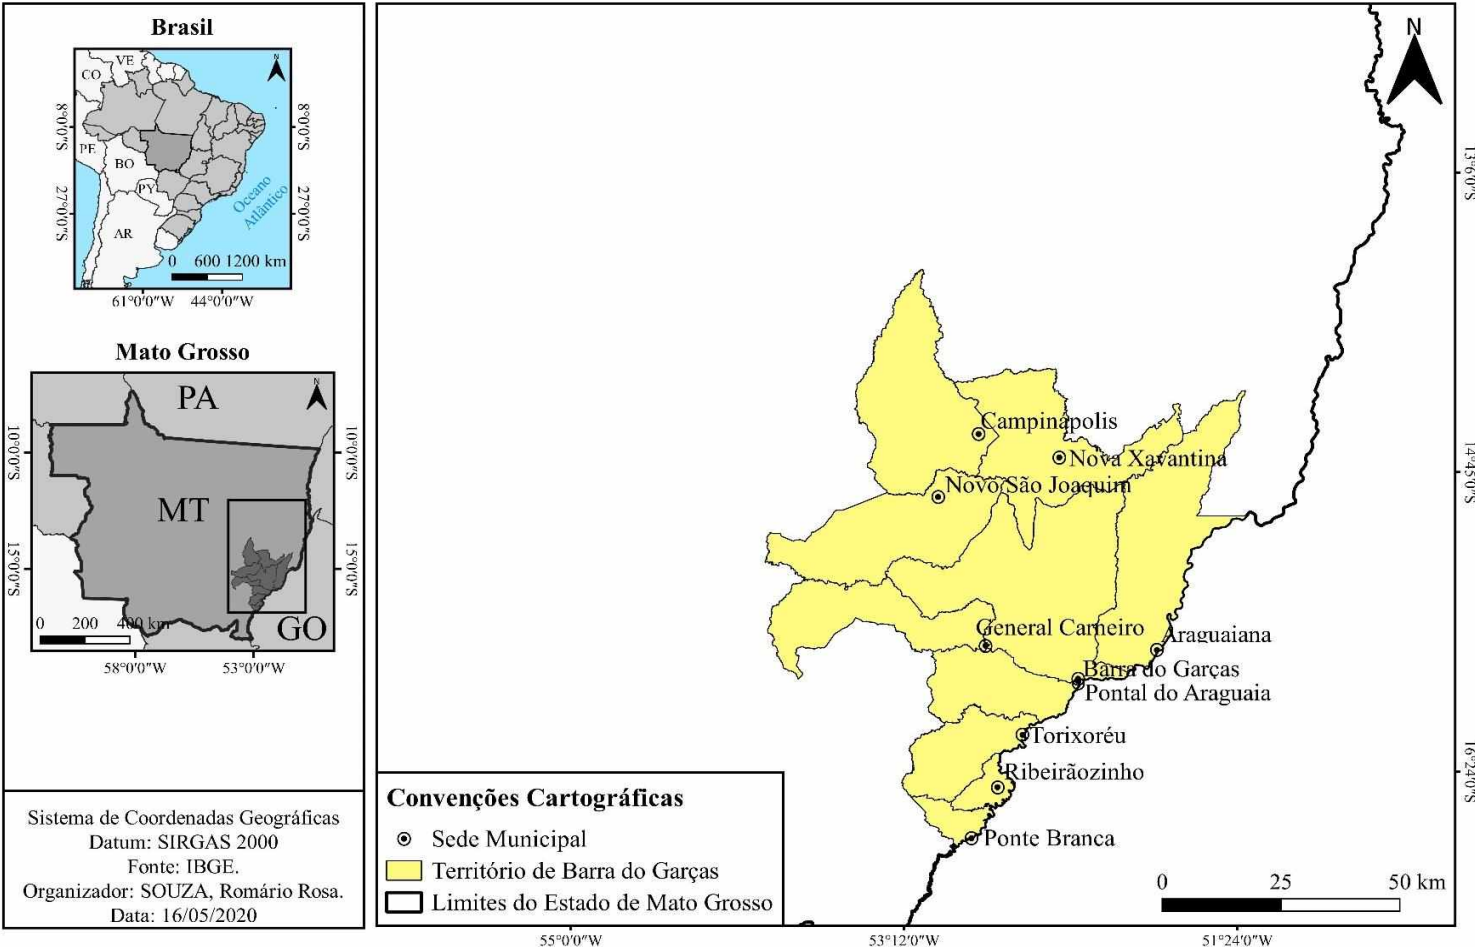 Brasil
N
VE
CO
PE
BO
PY
AR
Oceano
Atlântico
0 600 1200 km
8°0'0"S
8°0'0"S
27°0'0"S
27°0'0"S
61°0'0"W 44°0'0"W
Mato Grosso
N
PA
MT
GO
0 200 400 km
10°0'0"S
10°0'0"S
15°0'0"S
15°0'0"S
58°0'0"W 53°0'0"W
Sistema de Coordenadas Geográficas
Datum: SIRGAS 2000
Fonte: IBGE.
Organizador: SOUZA, Romário Rosa.
Data: 16/05/2020
N
Campinápolis
Nova Xavantina
Novo São Joaquim
General Carneiro
Araguaiana
Barra do Garças
Pontal do Araguaia
Torixoréu
Ribeirãozinho
Ponte Branca
Convenções Cartográficas
Sede Municipal
Território de Barra do Garças
Limites do Estado de Mato Grosso
0 25 50 km
13°6'0"S
14°45'0"S
16°24'0"S
55°0'0"W 53°12'0"W 51°24'0"W